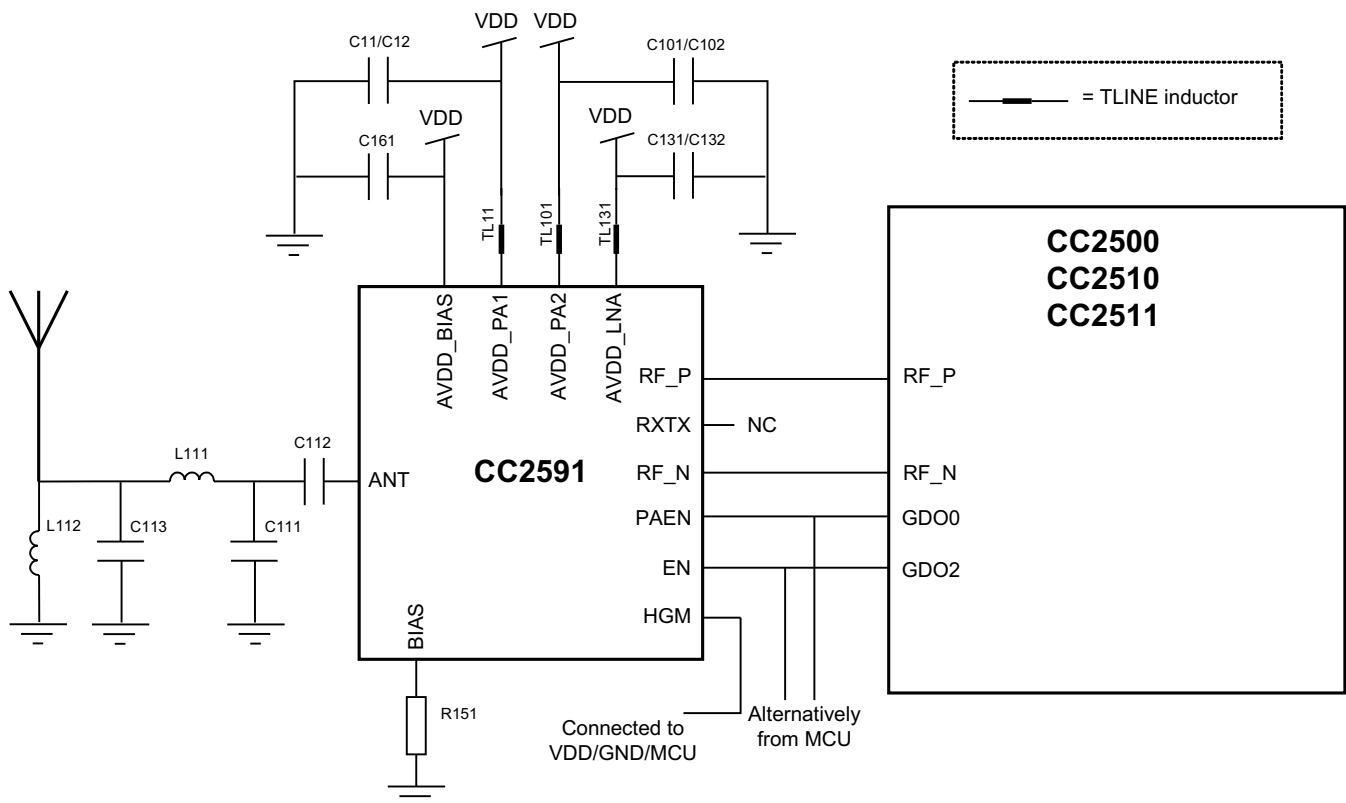 VDD
VDD
C11/C12
C101/C102
= TLINE inductor
VDD
VDD
C161
C131/C132
TL11
TL101
TL131
CC2500
CC2510
CC2511
AVDD_BIAS
AVDD_PA1
AVDD_PA2
AVDD_LNA
RF_P
RF_P
RXTX
NC
C112
L111
ANT
CC2591
RF_N
RF_N
L112
C113
C111
PAEN
GDO0
EN
GDO2
HGM
BIAS
R151
Connected to
VDD/GND/MCU
Alternatively
from MCU